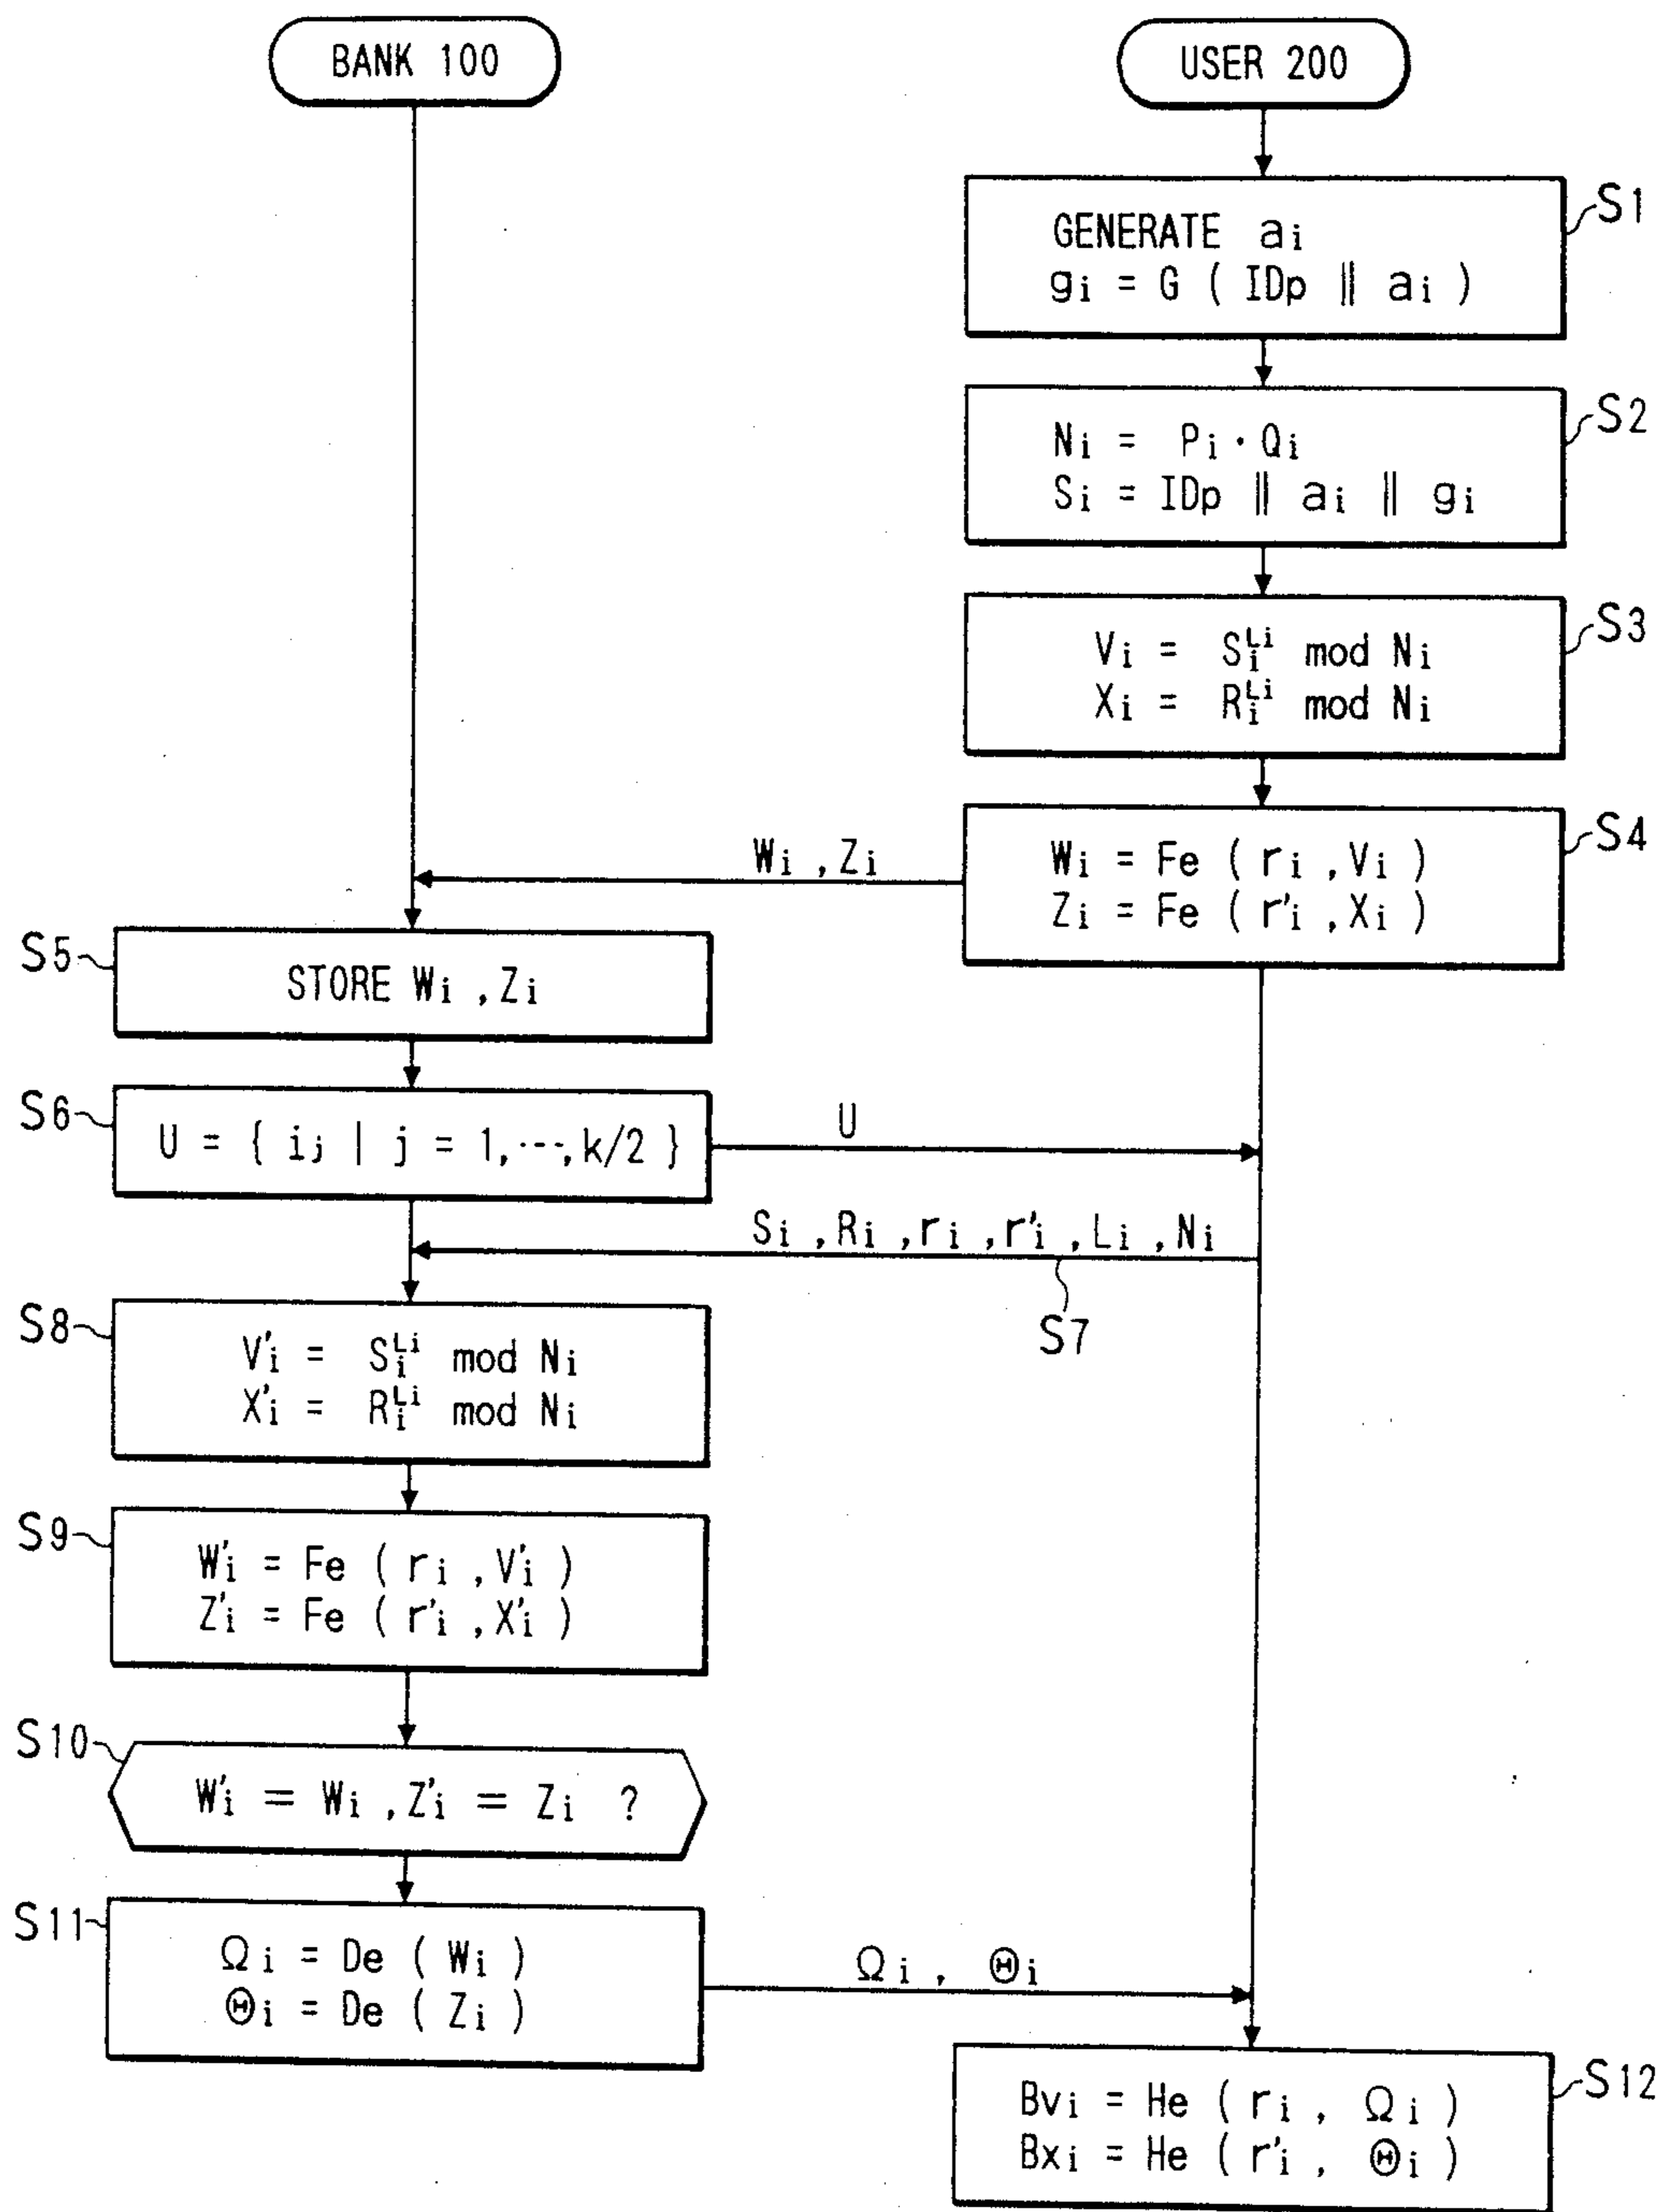 BANK 100
USER 200
S1
GENERATE ai
gi = G ( IDp ‖ ai )
S2
Ni = Pi · Qi
Si = IDp ‖ ai ‖ gi
S3
Vi = Si^Li mod Ni
Xi = Ri^Li mod Ni
S4
Wi = Fe ( ri , Vi )
Zi = Fe ( r'i , Xi )
Wi , Zi
S5
STORE Wi , Zi
S6
U = { ij | j = 1, ···, k/2 }
U
Si , Ri , ri , r'i , Li , Ni
S7
S8
V'i = Si^Li mod Ni
X'i = Ri^Li mod Ni
S9
W'i = Fe ( ri , V'i )
Z'i = Fe ( r'i , X'i )
S10
W'i = Wi , Z'i = Zi ?
S11
Ωi = De ( Wi )
Θi = De ( Zi )
Ωi , Θi
S12
Bvi = He ( ri , Ωi )
Bxi = He ( r'i , Θi )